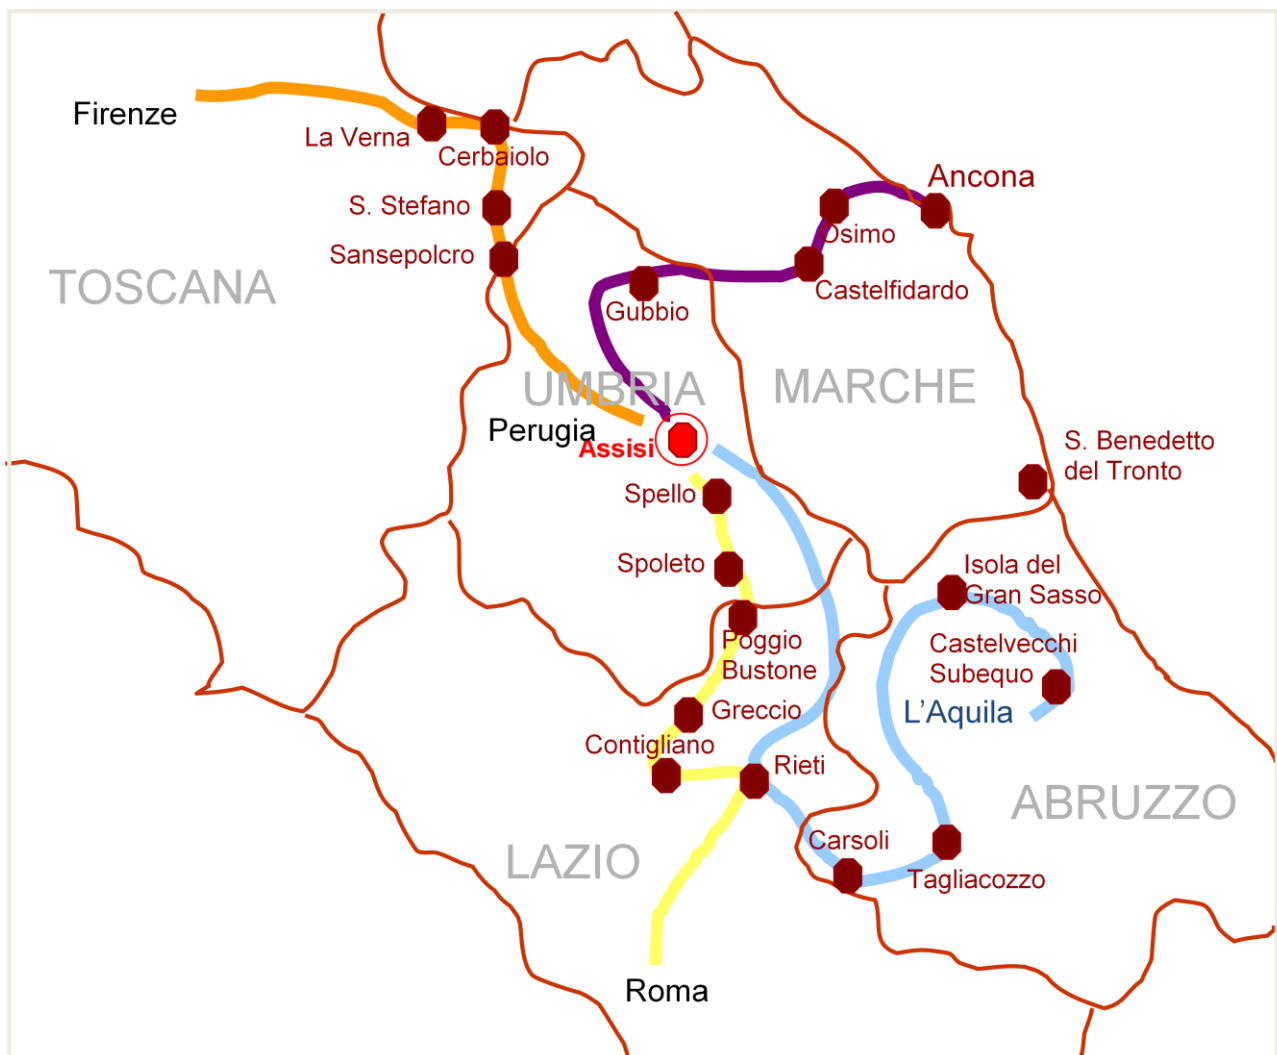 Firenze
La Verna
Cerbaiolo
Ancona
S. Stefano
Osimo
Sansepolcro
TOSCANA
Castelfidardo
Gubbio
UMBRIA
MARCHE
Perugia
Assisi
S. Benedetto
del Tronto
Spello
Spoleto
Isola del
Gran Sasso
Poggio
Bustone
Castelvecchi
Subequo
Greccio
L'Aquila
Contigliano
Rieti
ABRUZZO
Carsoli
LAZIO
Tagliacozzo
Roma